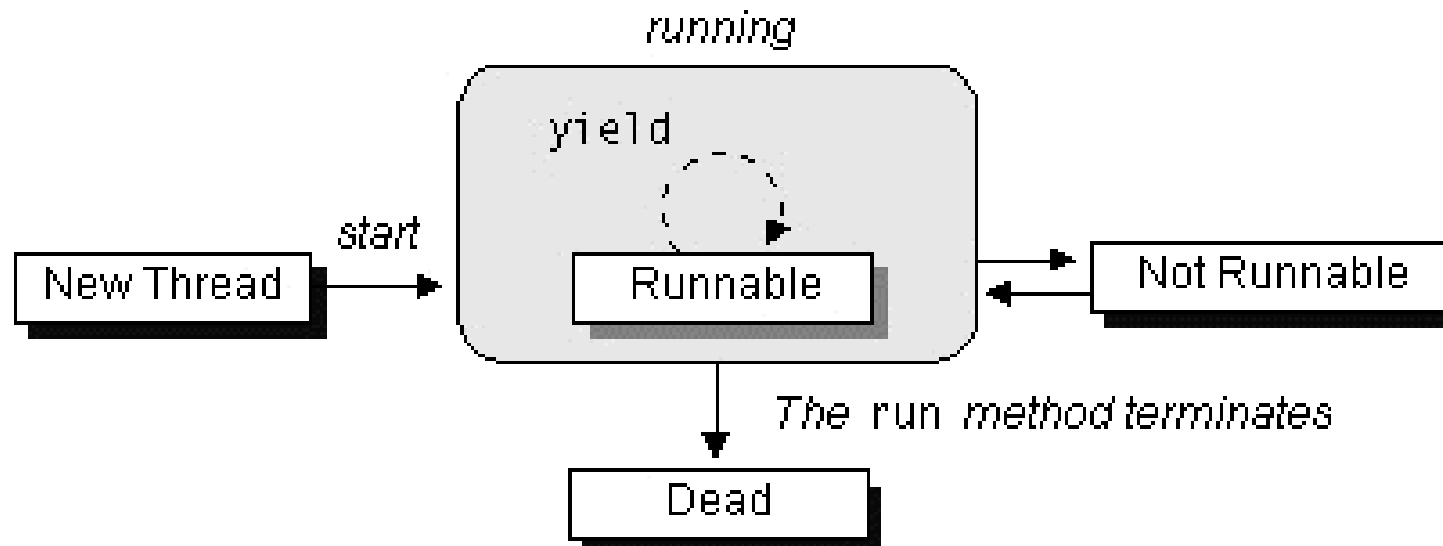 running
yield
start
New Thread
Runnable
Not Runnable
The run method terminates
Dead